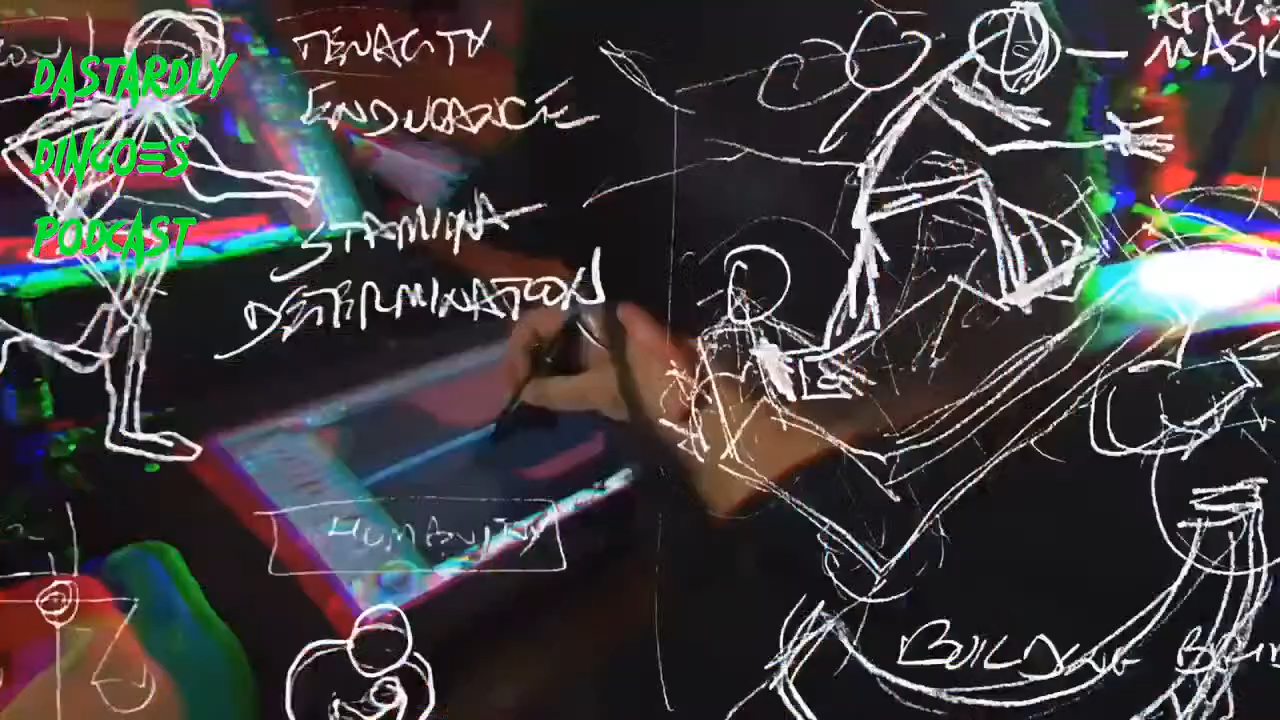 DASTARDLY
DINGOES
PODCAST
TENACITY
ENDURANCE
STAMINA
DETERMINATION
HUMANITY
MASK
BUILDING